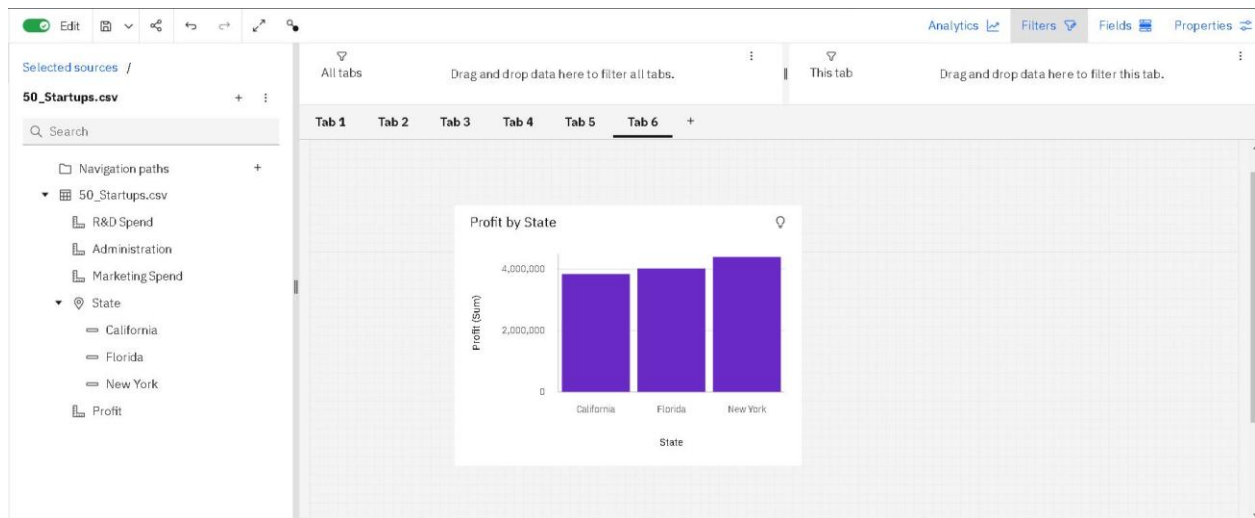 Edit
Analytics
Filters
Fields
Properties
Selected sources /
50_Startups.csv
Search
Navigation paths
50_Startups.csv
R&D Spend
Administration
Marketing Spend
State
California
Florida
New York
Profit
All tabs
Drag and drop data here to filter all tabs.
This tab
Drag and drop data here to filter this tab.
Tab 1 Tab 2 Tab 3 Tab 4 Tab 5 Tab 6 +
Profit by State
Profit (Sum)
4,000,000
2,000,000
0
California Florida New York
State